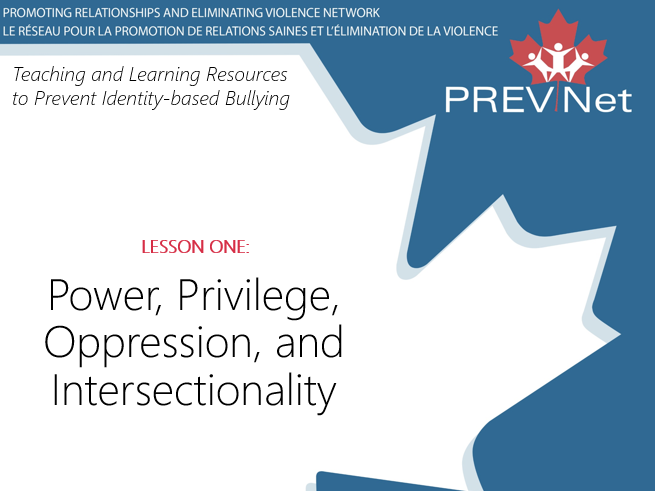 PROMOTING RELATIONSHIPS AND ELIMINATING VIOLENCE NETWORK
LE RÉSEAU POUR LA PROMOTION DE RELATIONS SAINES ET L'ÉLIMINATION DE LA VIOLENCE
PREVNet
Teaching and Learning Resources
to Prevent Identity-based Bullying
LESSON ONE:
Power, Privilege,
Oppression, and
Intersectionality